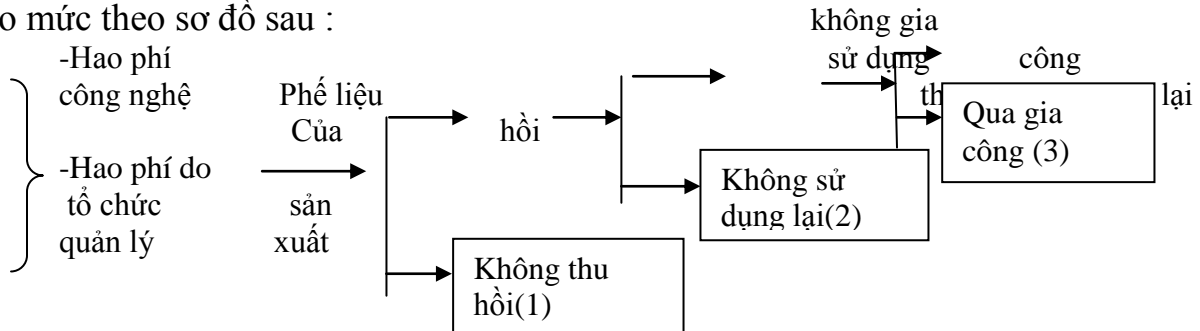 o mức theo sơ đồ sau :
-Hao phí
công nghệ
-Hao phí do
tổ chức
quản lý
Phế liệu
Của
sản
xuất
hồi
Không thu
hồi(1)
Không sử
dụng lại(2)
không gia
sử dụng
công
th
lại
Qua gia
công (3)